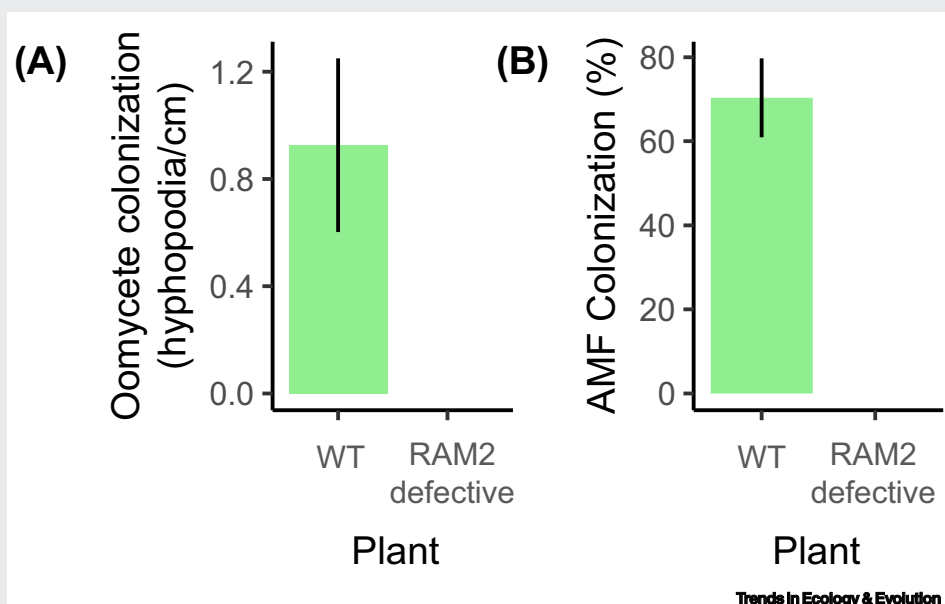 (A)
Oomycete colonization
(hyphopodia/cm)
1.2
0.8
0.4
0.0
WT
RAM2
defective
Plant
(B)
AMF Colonization (%)
80
60
40
20
0
WT
RAM2
defective
Plant
Trends in Ecology & Evolution